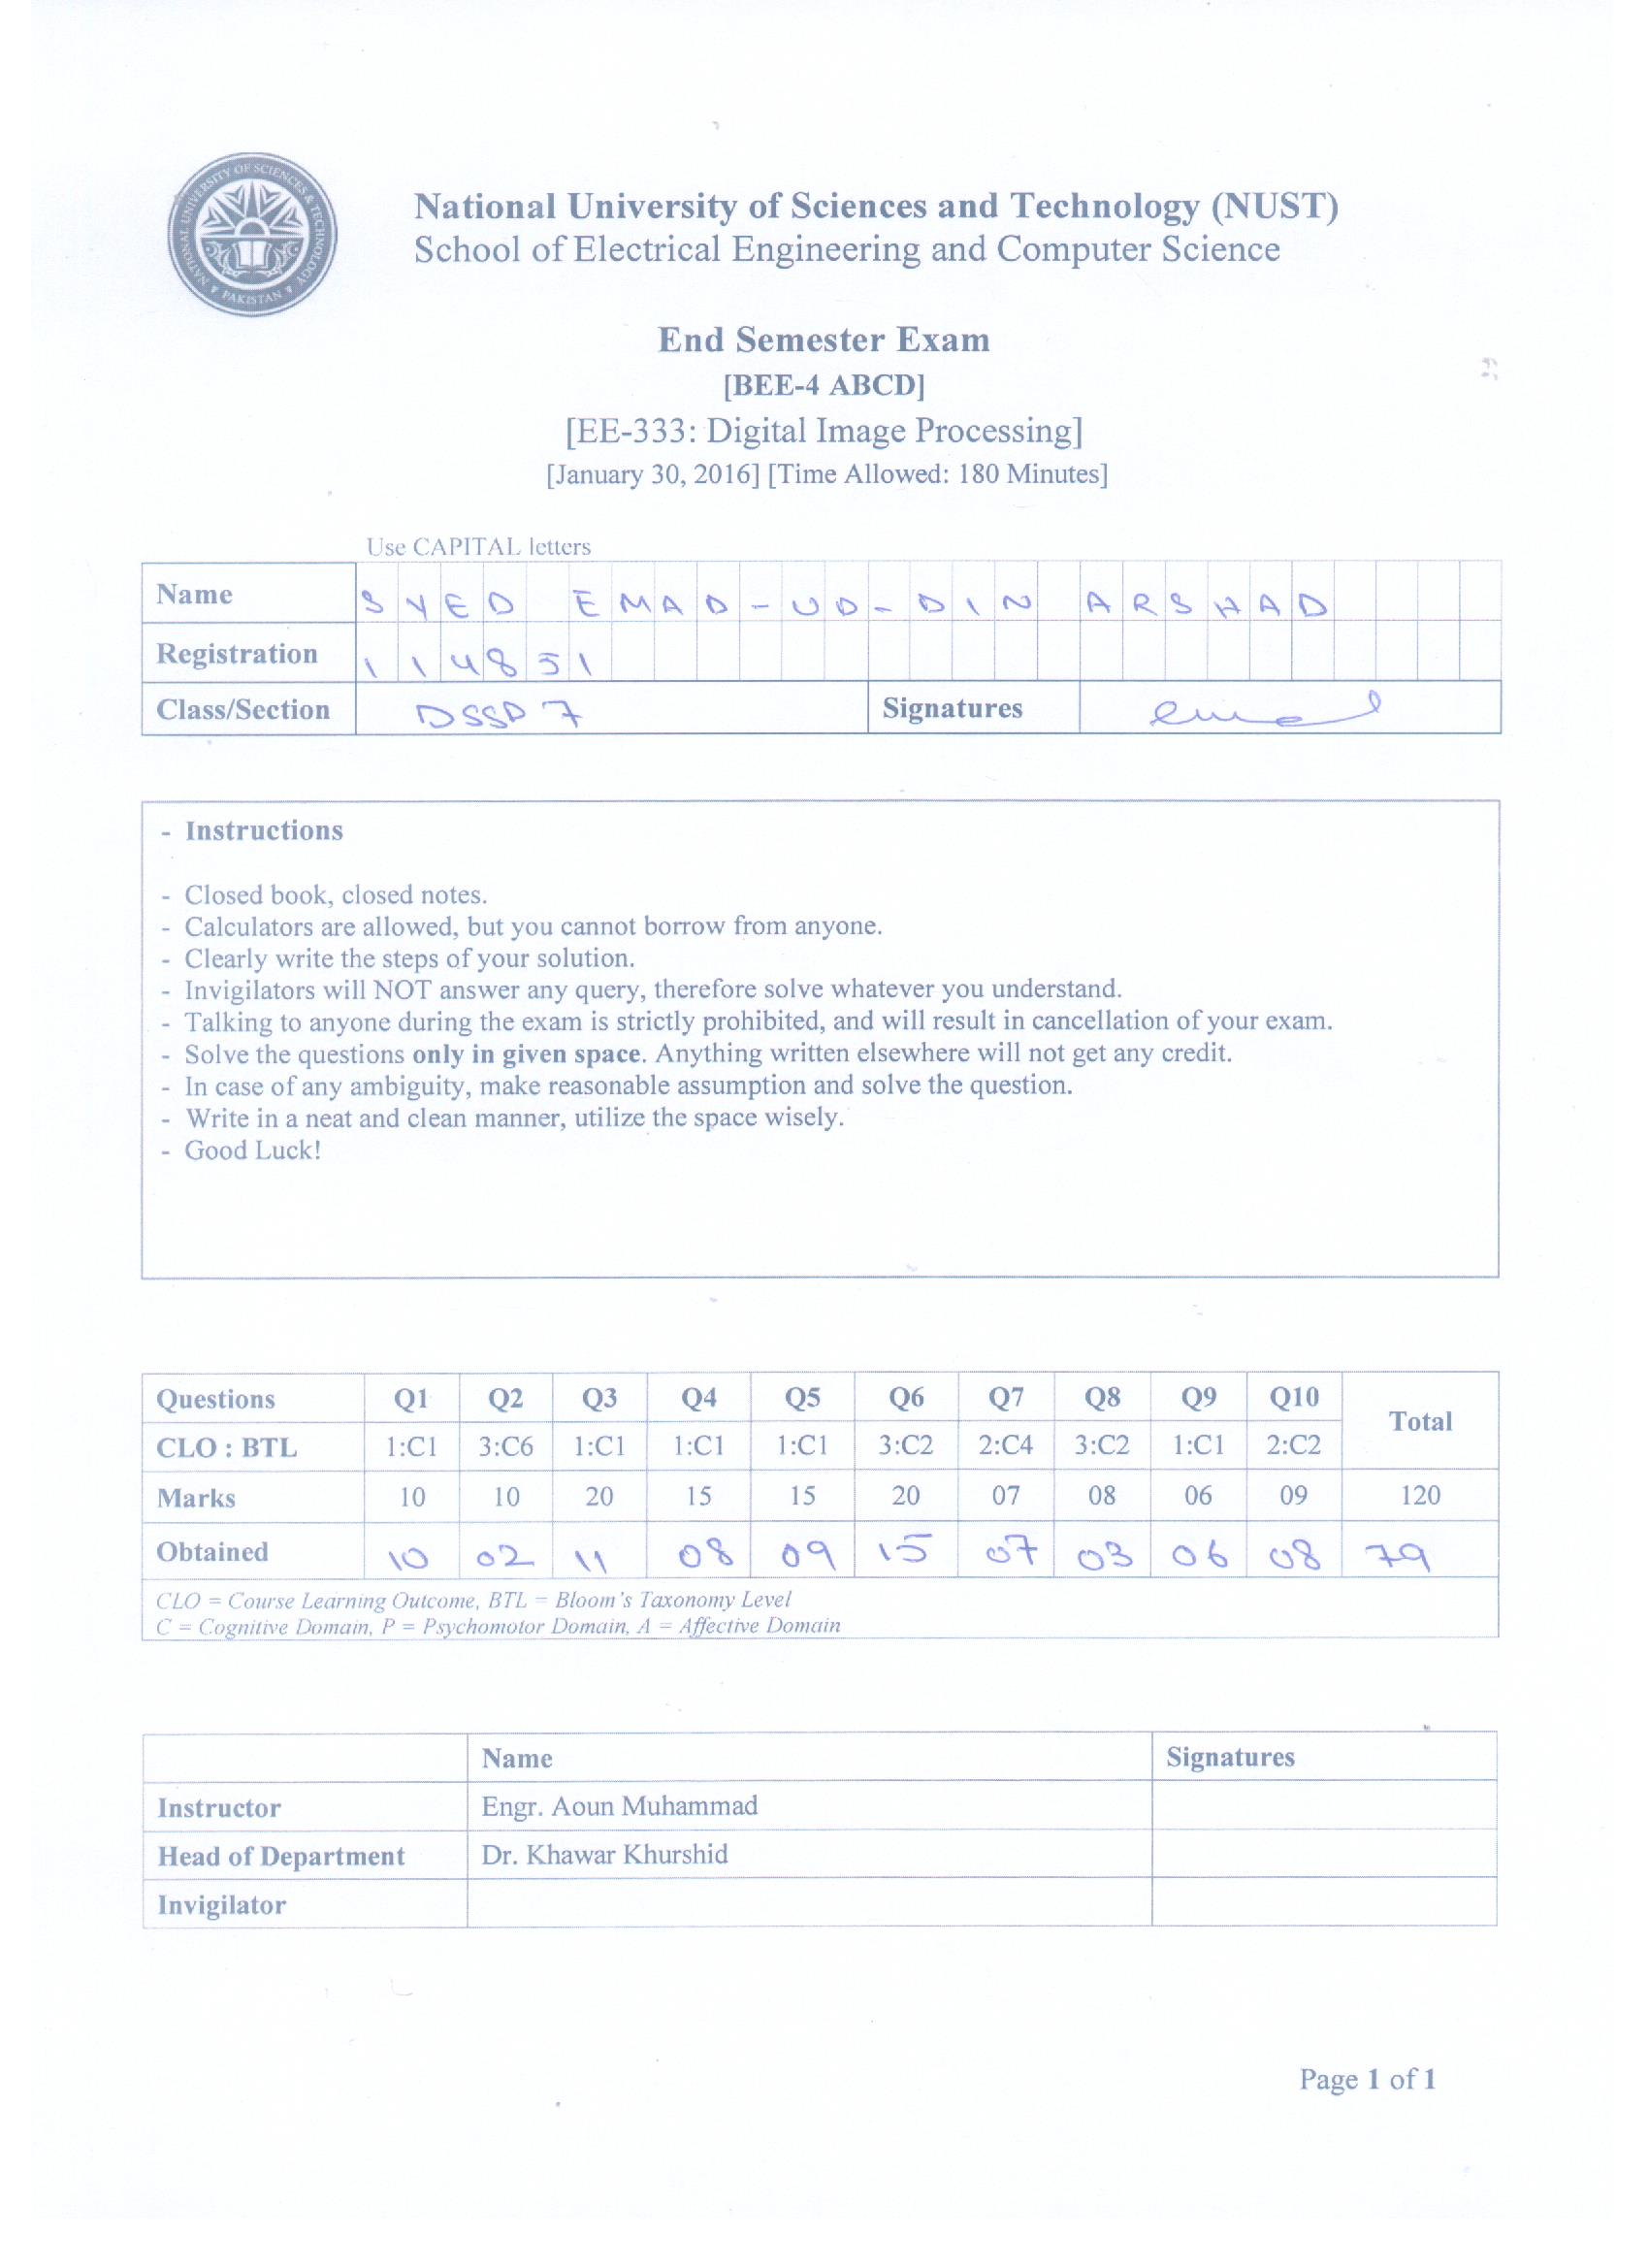 NATIONAL UNIVERSITY OF SCIENCES & TECHNOLOGY
PAKISTAN
National University of Sciences and Technology (NUST)
School of Electrical Engineering and Computer Science
End Semester Exam
[BEE-4 ABCD]
[EE-333: Digital Image Processing]
[January 30, 2016] [Time Allowed: 180 Minutes]
Use CAPITAL letters
Name SYED EMAD-UD-DIN ARSHAD
Registration 114851
Class/Section DSSP 7 Signatures
- Instructions
- Closed book, closed notes.
- Calculators are allowed, but you cannot borrow from anyone.
- Clearly write the steps of your solution.
- Invigilators will NOT answer any query, therefore solve whatever you understand.
- Talking to anyone during the exam is strictly prohibited, and will result in cancellation of your exam.
- Solve the questions only in given space. Anything written elsewhere will not get any credit.
- In case of any ambiguity, make reasonable assumption and solve the question.
- Write in a neat and clean manner, utilize the space wisely.
- Good Luck!
Questions Q1 Q2 Q3 Q4 Q5 Q6 Q7 Q8 Q9 Q10 Total
CLO : BTL 1:C1 3:C6 1:C1 1:C1 1:C1 3:C2 2:C4 3:C2 1:C1 2:C2
Marks 10 10 20 15 15 20 07 08 06 09 120
Obtained 10 02 11 08 09 15 07 03 06 08 79
CLO = Course Learning Outcome, BTL = Bloom's Taxonomy Level
C = Cognitive Domain, P = Psychomotor Domain, A = Affective Domain
Name Signatures
Instructor Engr. Aoun Muhammad
Head of Department Dr. Khawar Khurshid
Invigilator
Page 1 of 1